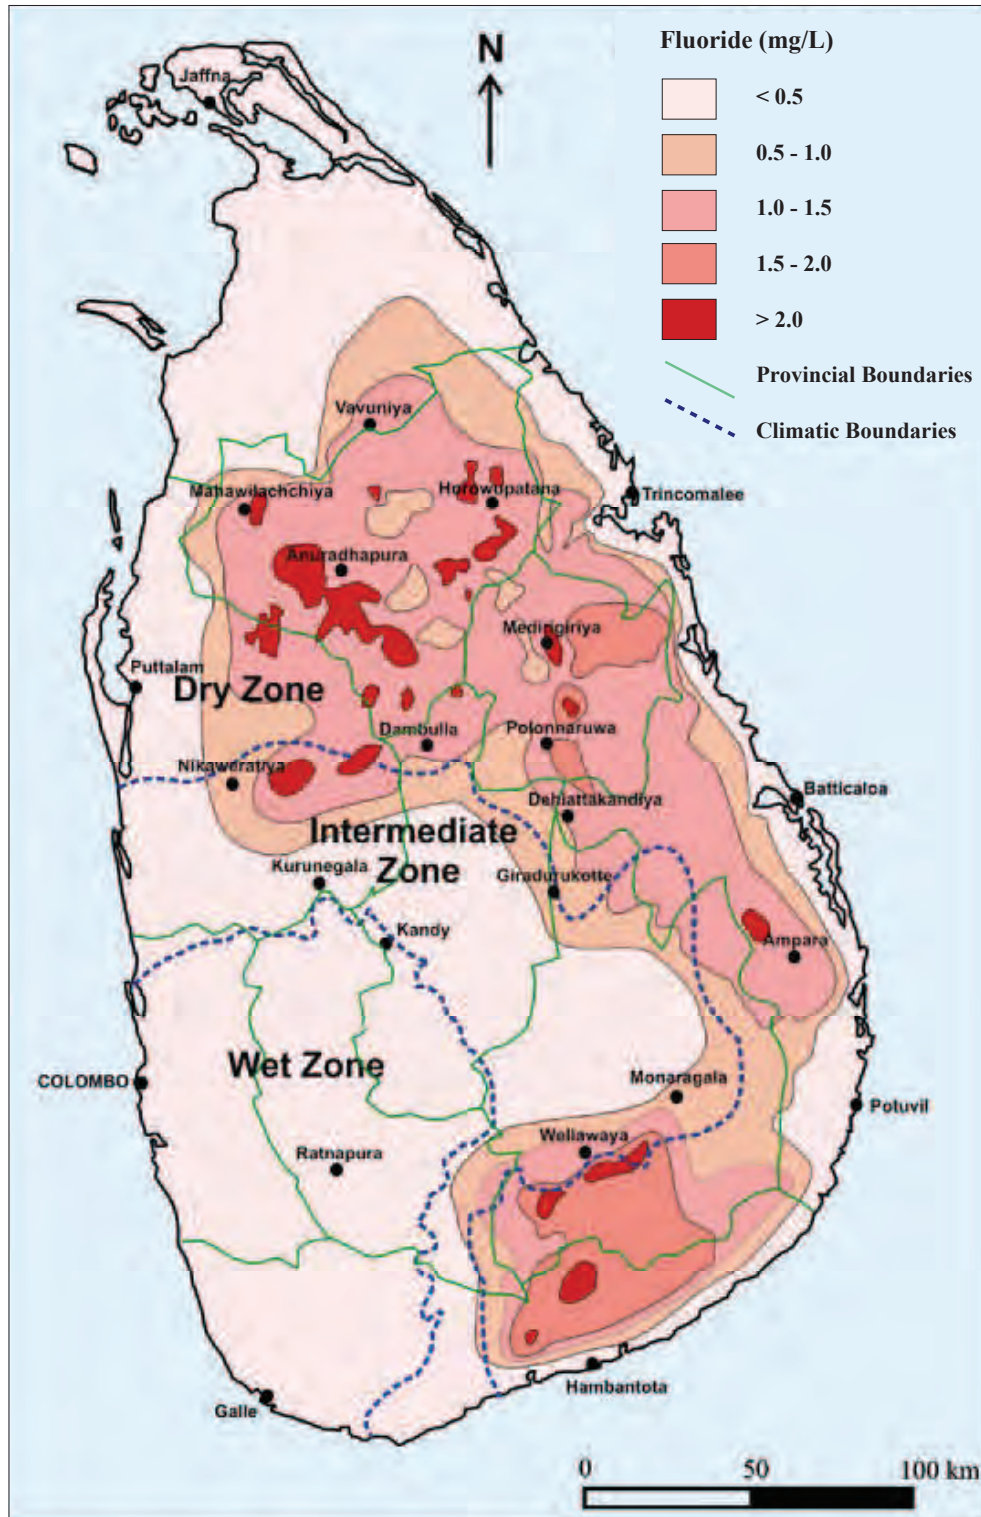 Fluoride (mg/L)
< 0.5
0.5 - 1.0
1.0 - 1.5
1.5 - 2.0
> 2.0
Provincial Boundaries
Climatic Boundaries
N
Jaffna
Vavuniya
Mahawilachchiya
Horowopatana
Trincomalee
Anuradhapura
Medirigiriya
Puttalam
Dry Zone
Dambulla
Polonnaruwa
Nikaweratiya
Batticaloa
Dehiattakandiya
Intermediate
Zone
Kurunegala
Giradurukotte
Kandy
Ampara
Wet Zone
COLOMBO
Monaragala
Potuvil
Wellawaya
Ratnapura
Hambantota
Galle
0 50 100 km